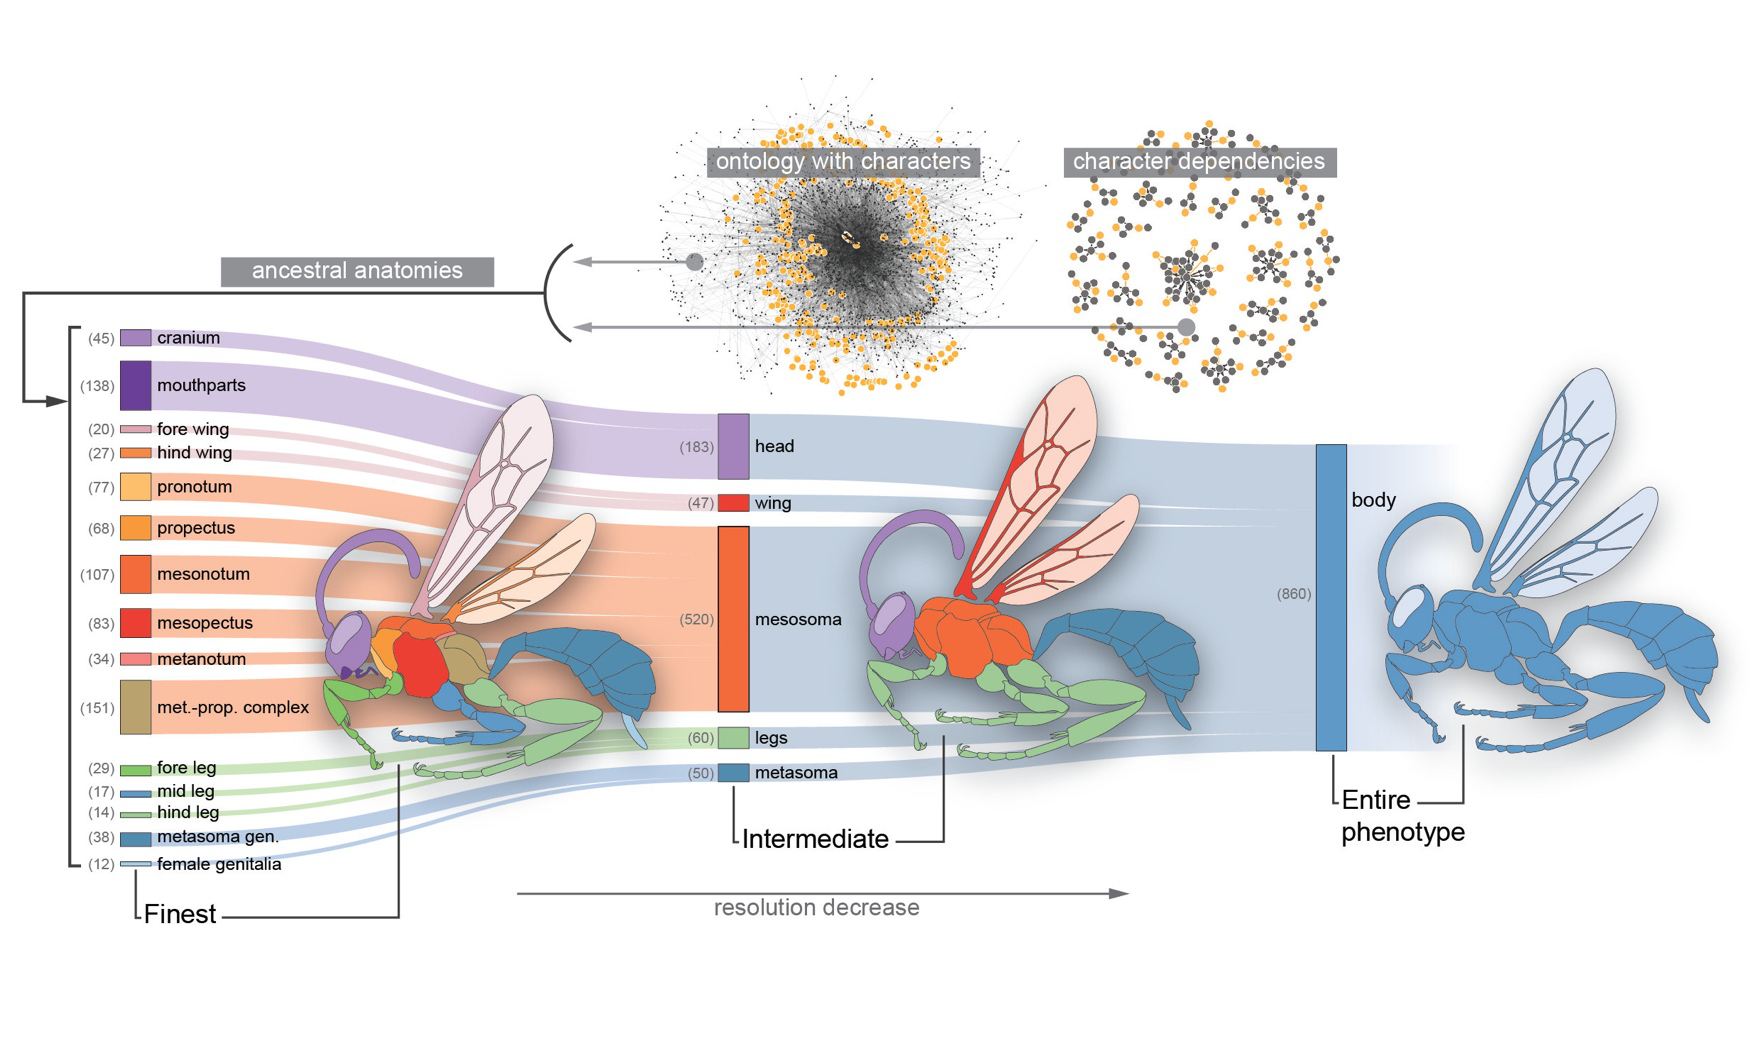 ontology with characters
character dependencies
ancestral anatomies
(45) cranium
(138) mouthparts
(20) fore wing
(27) hind wing
(77) pronotum
(68) propectus
(107) mesonotum
(83) mesopectus
(34) metanotum
(151) met.-prop. complex
(29) fore leg
(17) mid leg
(14) hind leg
(38) metasoma gen.
(12) female genitalia
Finest
(183) head
(47) wing
(520) mesosoma
(60) legs
(50) metasoma
Intermediate
(860) body
Entire
phenotype
resolution decrease